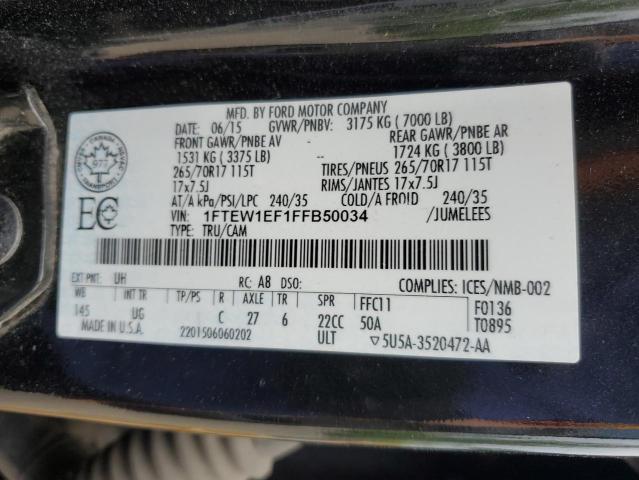 MFD. BY FORD MOTOR COMPANY
DATE: 06/15 GVWR/PNBV: 3175 KG ( 7000 LB)
FRONT GAWR/PNBE AV REAR GAWR/PNBE AR
1531 KG ( 3375 LB) -- 1724 KG ( 3800 LB)
265/70R17 115T TIRES/PNEUS 265/70R17 115T
17x7.5J RIMS/JANTES 17x7.5J
AT/A kPa/PSI/LPC 240/35 COLD/A FROID 240/35
VIN: 1FTEW1EF1FFB50034 /JUMELEES
TYPE: TRU/CAM
CANADA
977
TRANSPORT
EC
EXT PNT: UH RC: A8 DSO: COMPLIES: ICES/NMB-002
WB INT TR TP/PS R AXLE TR SPR FFC11 F0136
145 UG C 27 6 22CC 50A T0895
MADE IN U.S.A. 2201506060202 ULT ▽5U5A-3520472-AA